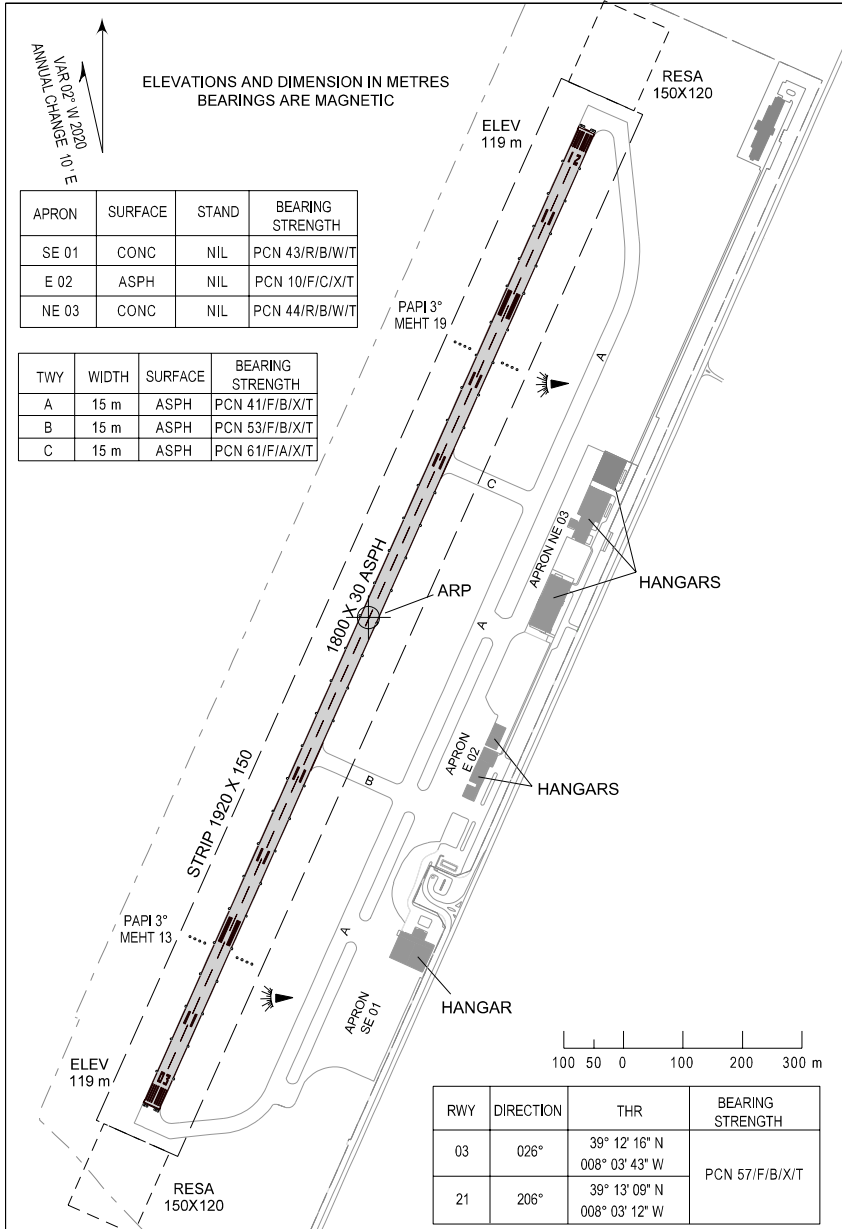 VAR 02° W 2020
ANNUAL CHANGE 10' E
ELEVATIONS AND DIMENSION IN METRES
BEARINGS ARE MAGNETIC
RESA
150X120
ELEV
119 m
21
APRON SURFACE STAND BEARING STRENGTH
SE 01 CONC NIL PCN 43/R/B/W/T
E 02 ASPH NIL PCN 10/F/C/X/T
NE 03 CONC NIL PCN 44/R/B/W/T
PAPI 3°
MEHT 19
A
TWY WIDTH SURFACE BEARING STRENGTH
A 15 m ASPH PCN 41/F/B/X/T
B 15 m ASPH PCN 53/F/B/X/T
C 15 m ASPH PCN 61/F/A/X/T
C
APRON NE 03
HANGARS
1800 X 30 ASPH
ARP
A
APRON
E 02
B
HANGARS
STRIP 1920 X 150
PAPI 3°
MEHT 13
A
APRON
SE 01
HANGAR
ELEV
119 m
03
100 50 0 100 200 300 m
RESA
150X120
RWY DIRECTION THR BEARING STRENGTH
03 026° 39° 12' 16" N
008° 03' 43" W
PCN 57/F/B/X/T
21 206° 39° 13' 09" N
008° 03' 12" W